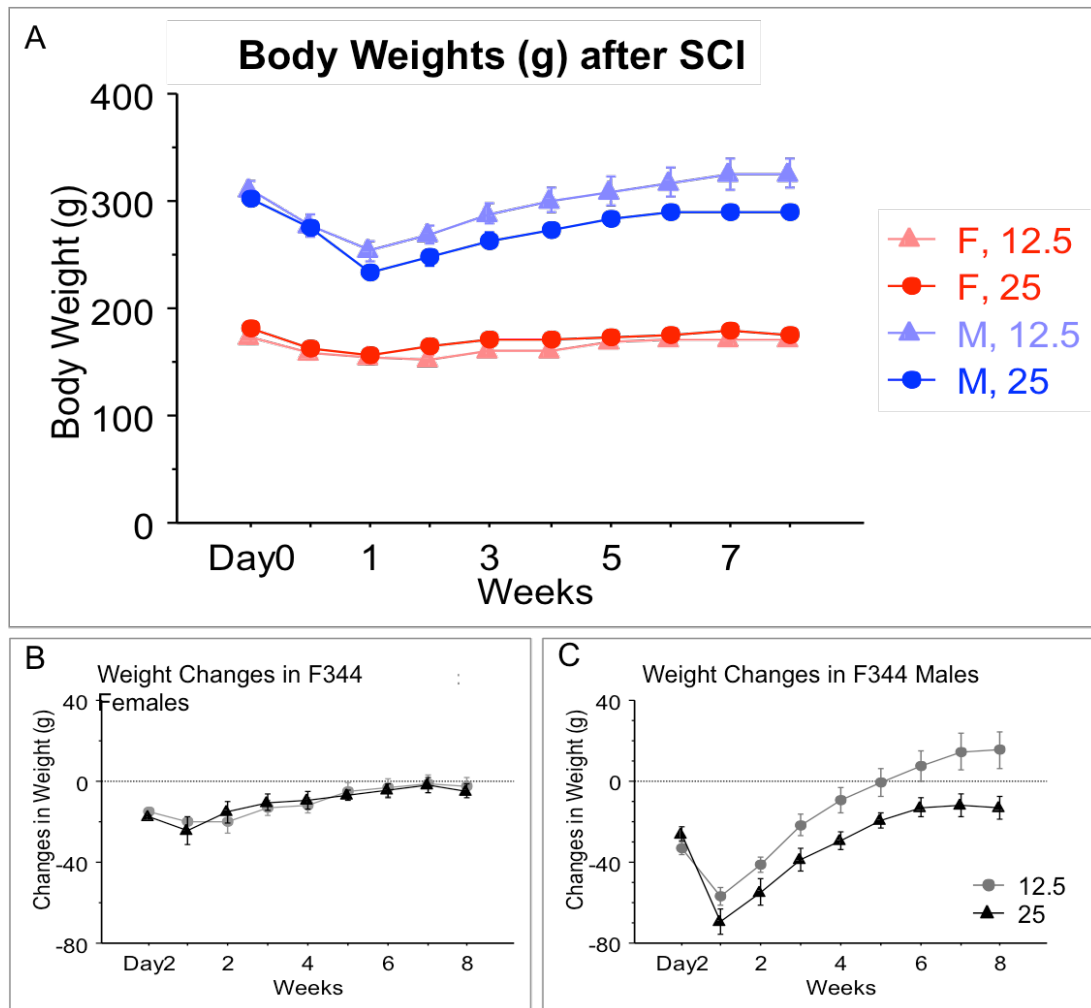 A
Body Weights (g) after SCI
400
300
200
100
0
Body Weight (g)
Day0 1 3 5 7
Weeks
F, 12.5
F, 25
M, 12.5
M, 25
B
Weight Changes in F344
Females
:
40
0
-40
-80
Changes in Weight (g)
Day2 2 4 6 8
Weeks
C
Weight Changes in F344 Males
40
0
-40
-80
Changes in Weight (g)
12.5
25
Day2 2 4 6 8
Weeks